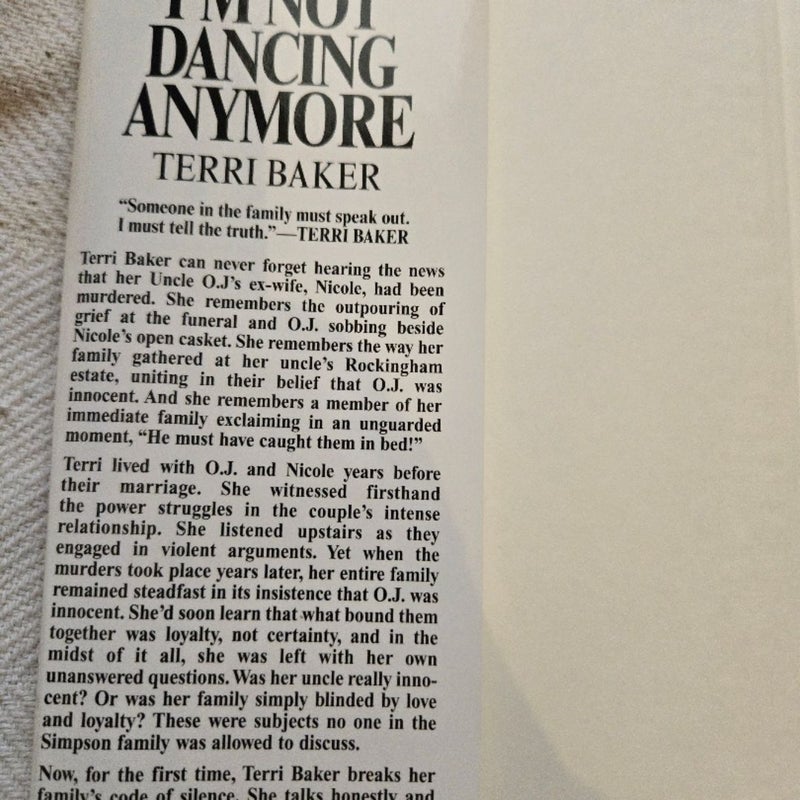 I'M NOT
DANCING
ANYMORE
TERRI BAKER
“Someone in the family must speak out.
I must tell the truth.”—TERRI BAKER
Terri Baker can never forget hearing the news
that her Uncle O.J’s ex-wife, Nicole, had been
murdered. She remembers the outpouring of
grief at the funeral and O.J. sobbing beside
Nicole’s open casket. She remembers the way her
family gathered at her uncle’s Rockingham
estate, uniting in their belief that O.J. was
innocent. And she remembers a member of her
immediate family exclaiming in an unguarded
moment, “He must have caught them in bed!”
Terri lived with O.J. and Nicole years before
their marriage. She witnessed firsthand
the power struggles in the couple’s intense
relationship. She listened upstairs as they
engaged in violent arguments. Yet when the
murders took place years later, her entire family
remained steadfast in its insistence that O.J. was
innocent. She’d soon learn that what bound them
together was loyalty, not certainty, and in the
midst of it all, she was left with her own
unanswered questions. Was her uncle really inno-
cent? Or was her family simply blinded by love
and loyalty? These were subjects no one in the
Simpson family was allowed to discuss.
Now, for the first time, Terri Baker breaks her
family’s code of silence. She talks honestly and